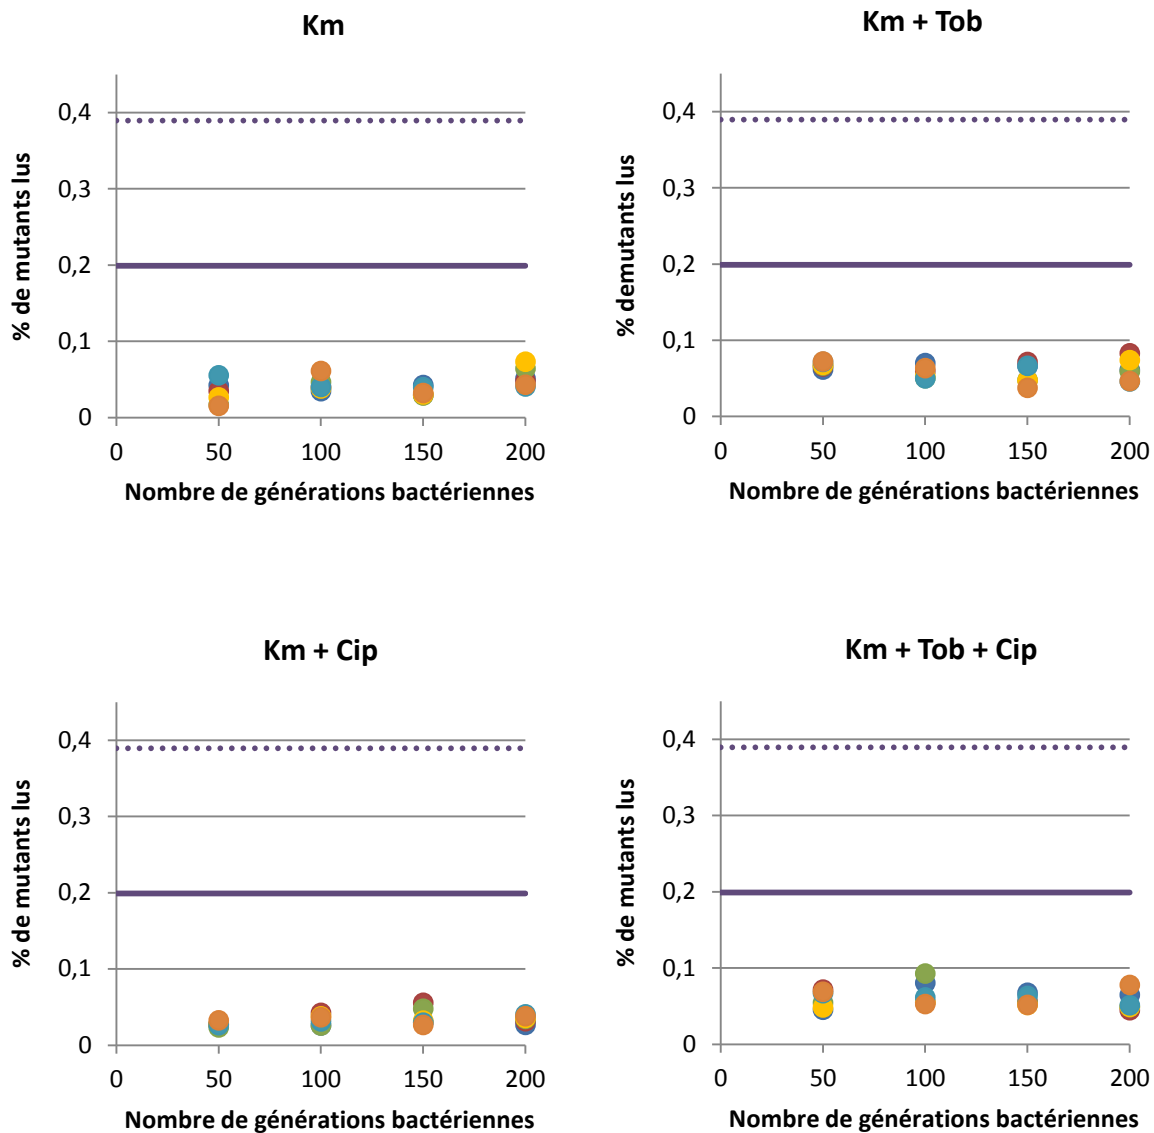 Km
% de mutants lus
0,4
0,3
0,2
0,1
0
0 50 100 150 200
Nombre de générations bactériennes
Km + Tob
% demutants lus
0,4
0,3
0,2
0,1
0
0 50 100 150 200
Nombre de générations bactériennes
Km + Cip
% de mutants lus
0,4
0,3
0,2
0,1
0
0 50 100 150 200
Nombre de générations bactériennes
Km + Tob + Cip
% de mutants lus
0,4
0,3
0,2
0,1
0
0 50 100 150 200
Nombre de générations bactériennes